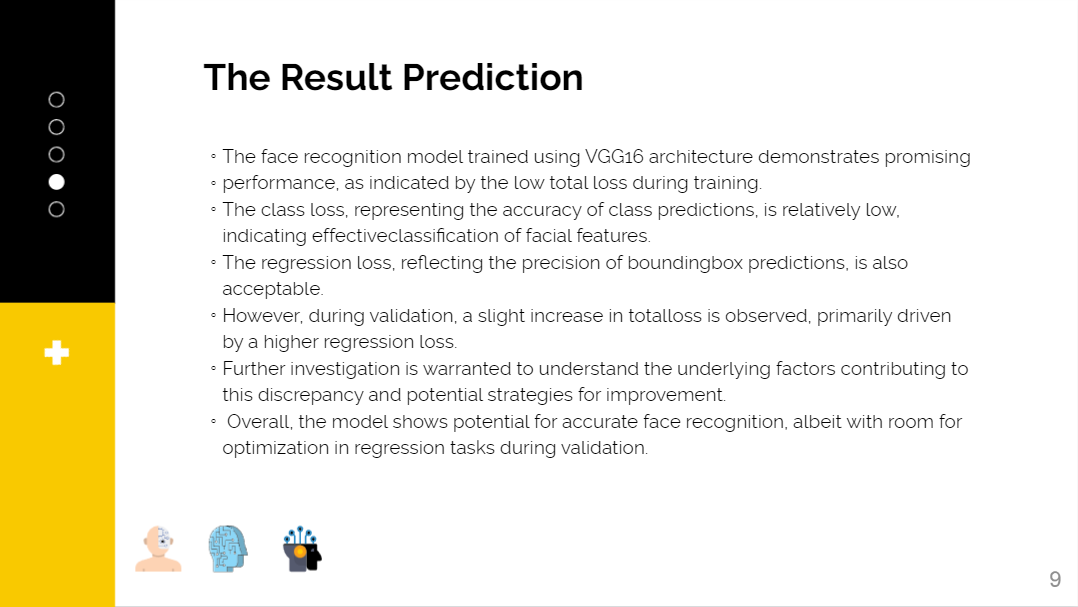 The Result Prediction
◦ The face recognition model trained using VGG16 architecture demonstrates promising
◦ performance, as indicated by the low total loss during training.
◦ The class loss, representing the accuracy of class predictions, is relatively low,
indicating effectiveclassification of facial features.
◦ The regression loss, reflecting the precision of boundingbox predictions, is also
acceptable.
◦ However, during validation, a slight increase in totalloss is observed, primarily driven
by a higher regression loss.
◦ Further investigation is warranted to understand the underlying factors contributing to
this discrepancy and potential strategies for improvement.
◦ Overall, the model shows potential for accurate face recognition, albeit with room for
optimization in regression tasks during validation.
9